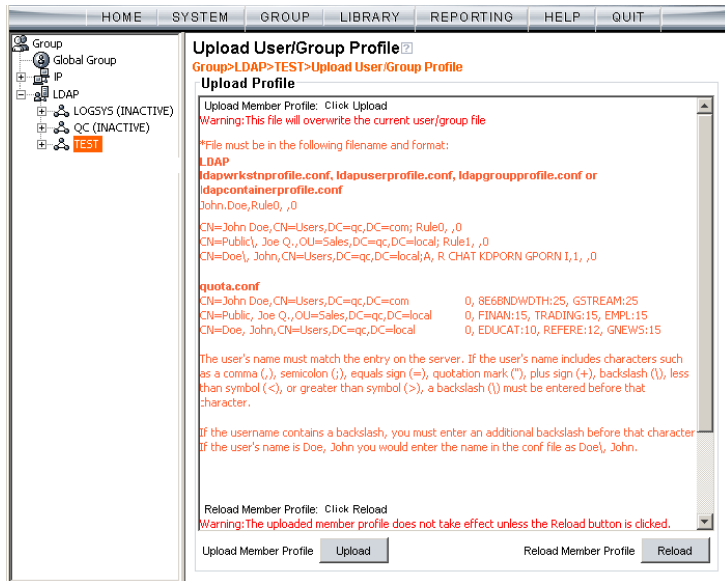 HOME SYSTEM GROUP LIBRARY REPORTING HELP QUIT
Group
Global Group
IP
LDAP
LOGSYS (INACTIVE)
QC (INACTIVE)
TEST
Upload User/Group Profile
Group>LDAP>TEST>Upload User/Group Profile
Upload Profile
Upload Member Profile: Click Upload
Warning:This file will overwrite the current user/group file
*File must be in the following filename and format:
LDAP
ldapwrkstnprofile.conf, ldapuserprofile.conf, ldapgroupprofile.conf or
ldapcontainerprofile.conf
John.Doe,Rule0, ,0
CN=John Doe,CN=Users,DC=qc,DC=com; Rule0, ,0
CN=Public\, Joe Q.,OU=Sales,DC=qc,DC=local; Rule1, ,0
CN=Doe\, John,CN=Users,DC=qc,DC=local;A, R CHAT KDPORN GPORN I,1, ,0
quota.conf
CN=John Doe,CN=Users,DC=qc,DC=com 0, 8E6BNDWDTH:25, GSTREAM:25
CN=Public, Joe Q.,OU=Sales,DC=qc,DC=local 0, FINAN:15, TRADING:15, EMPL:15
CN=Doe, John,CN=Users,DC=qc,DC=local 0, EDUCAT:10, REFERE:12, GNEWS:15
The user's name must match the entry on the server. If the user's name includes characters such
as a comma (,), semicolon (;), equals sign (=), quotation mark ("), plus sign (+), backslash (\), less
than symbol (<), or greater than symbol (>), a backslash (\) must be entered before that
character.
If the username contains a backslash, you must enter an additional backslash before that character
If the user's name is Doe, John you would enter the name in the conf file as Doe\, John.
Reload Member Profile: Click Reload
Warning:The uploaded member profile does not take effect unless the Reload button is clicked.
Upload Member Profile Upload Reload Member Profile Reload